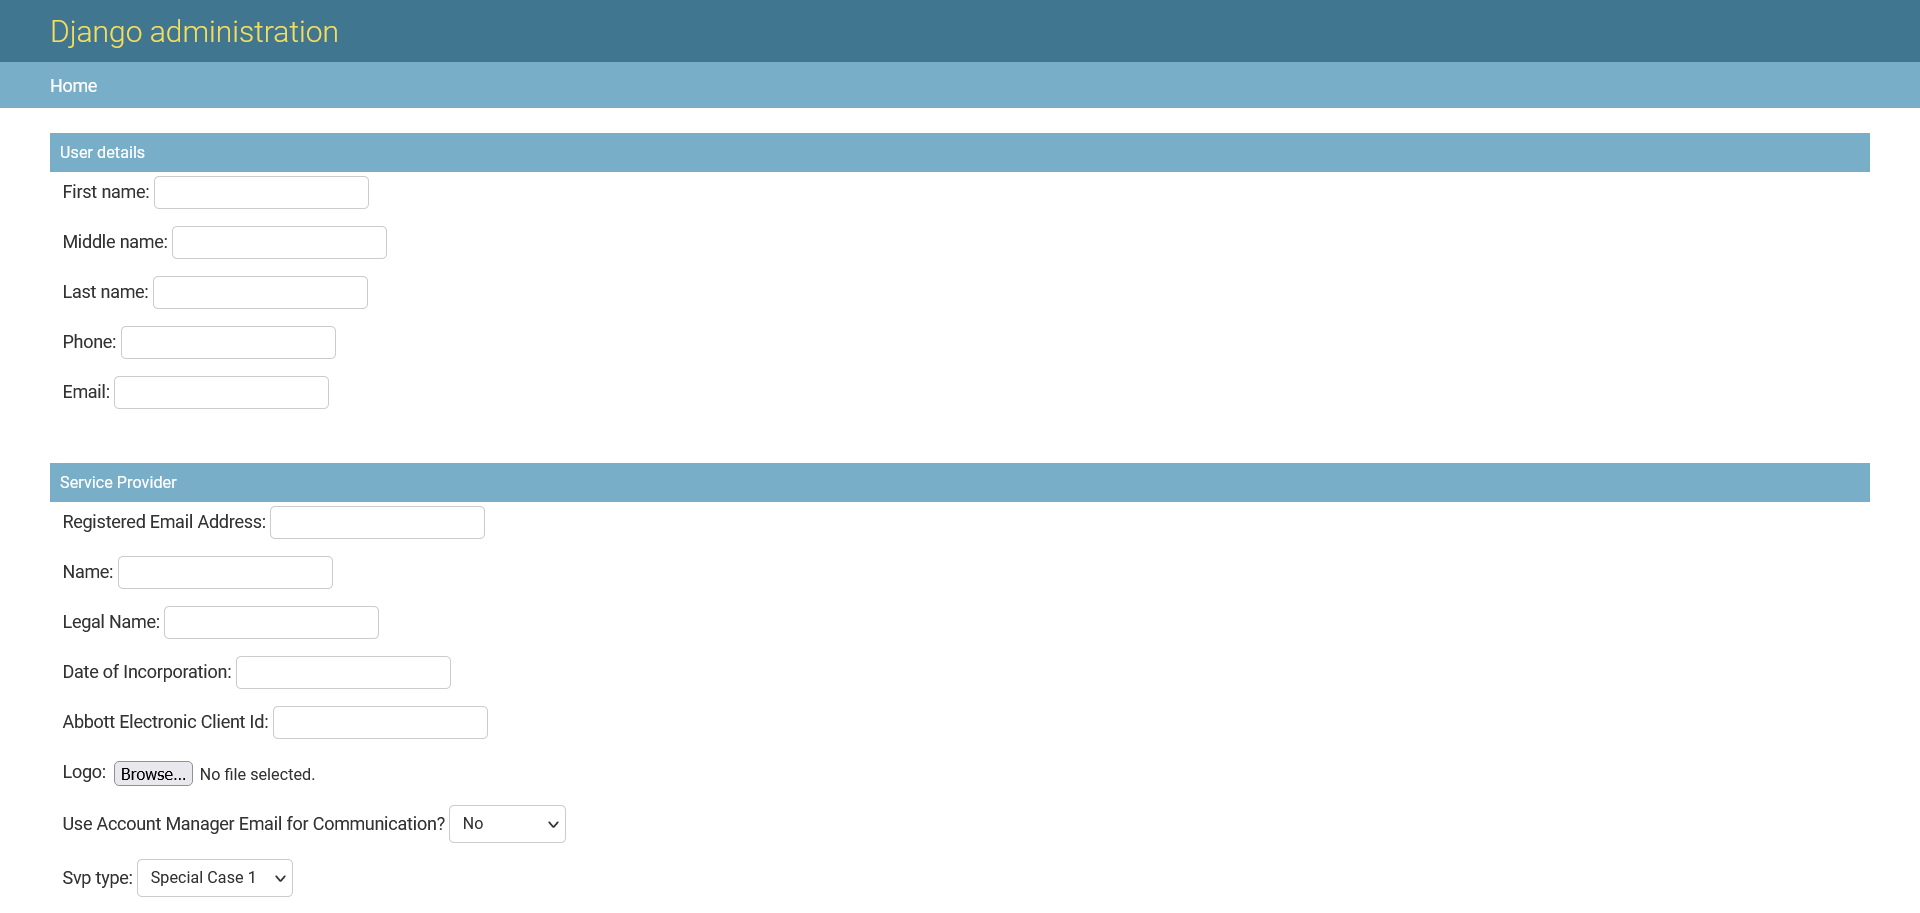 Django administration
Home
User details
First name:
Middle name:
Last name:
Phone:
Email:
Service Provider
Registered Email Address:
Name:
Legal Name:
Date of Incorporation:
Abbott Electronic Client Id:
Logo: Browse... No file selected.
Use Account Manager Email for Communication? No
Svp type: Special Case 1